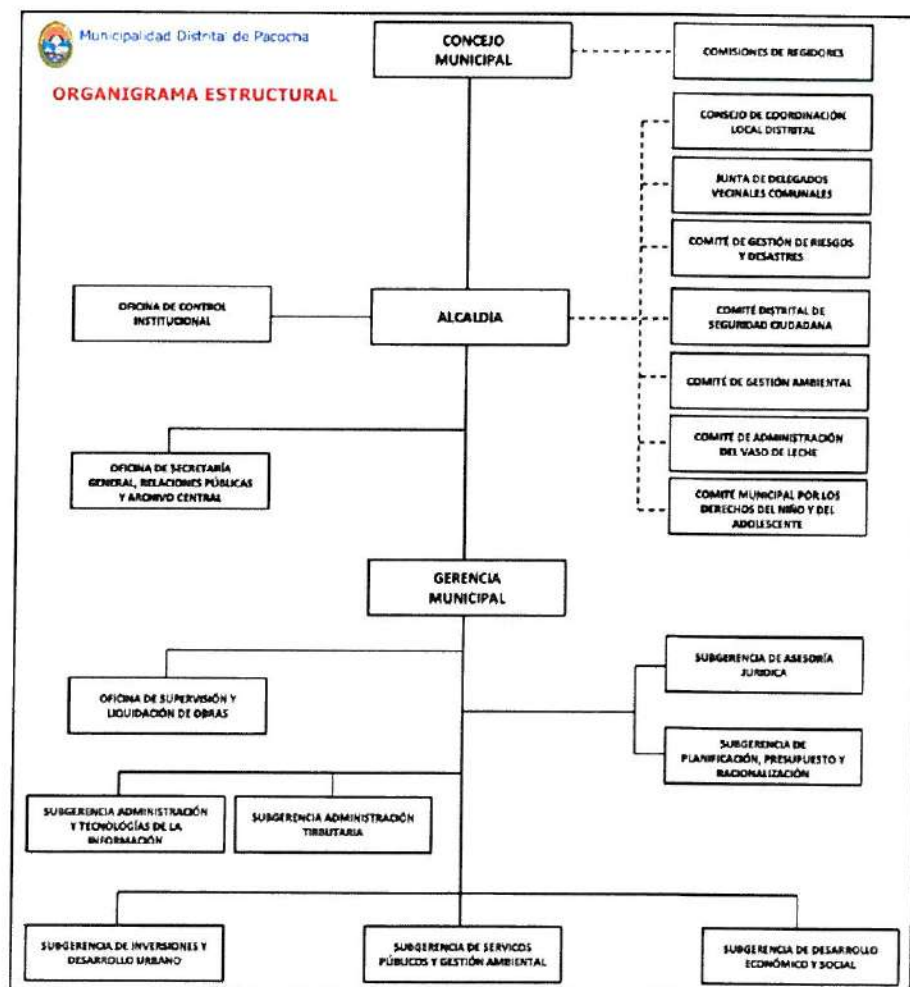 Municipalidad Distrital de Pacocha
ORGANIGRAMA ESTRUCTURAL
CONCEJO
MUNICIPAL
COMISIONES DE REGIDORES
CONSEJO DE COORDINACIÓN
LOCAL DISTRITAL
JUNTA DE DELEGADOS
VECINALES COMUNALES
COMITÉ DE GESTIÓN DE RIESGOS
Y DESASTRES
OFICINA DE CONTROL
INSTITUCIONAL
ALCALDÍA
COMITÉ DISTRITAL DE
SEGURIDAD CIUDADANA
COMITÉ DE GESTIÓN AMBIENTAL
COMITÉ DE ADMINISTRACIÓN
DEL VASO DE LECHE
OFICINA DE SECRETARÍA
GENERAL, RELACIONES PÚBLICAS
Y ARCHIVO CENTRAL
COMITÉ MUNICIPAL POR LOS
DERECHOS DEL NIÑO Y DEL
ADOLESCENTE
GERENCIA
MUNICIPAL
SUBGERENCIA DE ASESORÍA
JURIDICA
OFICINA DE SUPERVISIÓN Y
LIQUIDACIÓN DE OBRAS
SUBGERENCIA DE
PLANIFICACIÓN, PRESUPUESTO Y
RACIONALIZACIÓN
SUBGERENCIA ADMINISTRACIÓN
Y TECNOLOGÍAS DE LA
INFORMACIÓN
SUBGERENCIA ADMINISTRACIÓN
TRIBUTARIA
SUBGERENCIA DE INVERSIONES Y
DESARROLLO URBANO
SUBGERENCIA DE SERVICOS
PÚBLICOS Y GESTIÓN AMBIENTAL
SUBGERENCIA DE DESARROLLO
ECONÓMICO Y SOCIAL